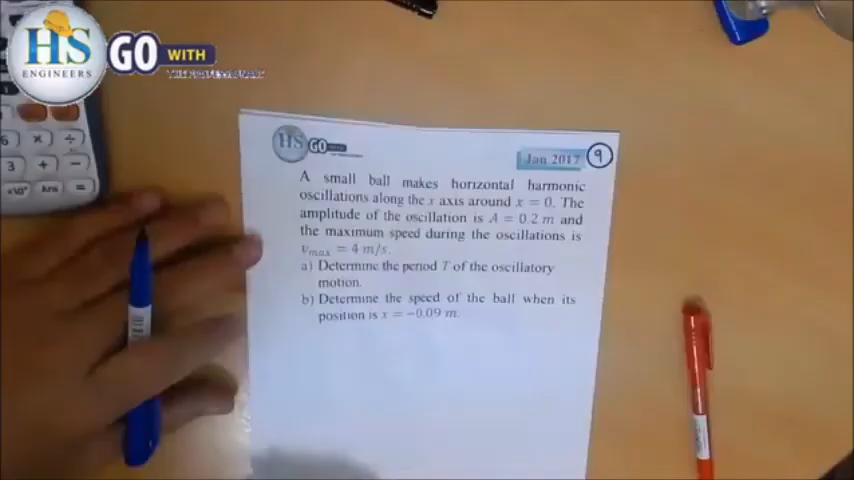 HS
ENGINEERS
GO WITH
HS GO
Jan 2017
9
A small ball makes horizontal harmonic
oscillations along the x axis around x = 0. The
amplitude of the oscillation is A = 0.2 m and
the maximum speed during the oscillations is
vmax = 4 m/s.
a) Determine the period T of the oscillatory
motion.
b) Determine the speed of the ball when its
position is x = −0.09 m.
6 × ÷
3 + −
Ans =